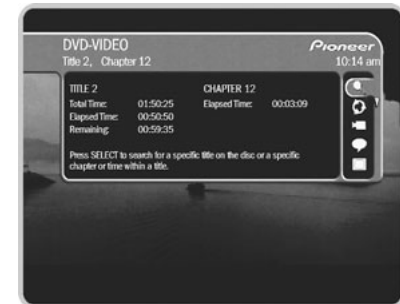 DVD-VIDEO
Pioneer
Title 2, Chapter 12
10:14 am
TITLE 2
CHAPTER 12
Total Time: 01:50:25
Elapsed Time: 00:03:09
Elapsed Time: 00:50:50
Remaining: 00:59:35
Press SELECT to search for a specific title on the disc or a specific
chapter or time within a title.